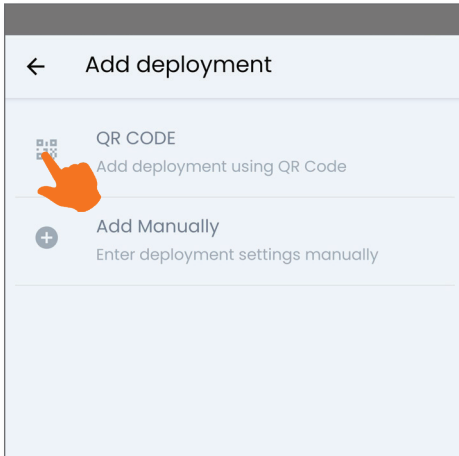 Add deployment
QR CODE
Add deployment using QR Code
Add Manually
Enter deployment settings manually